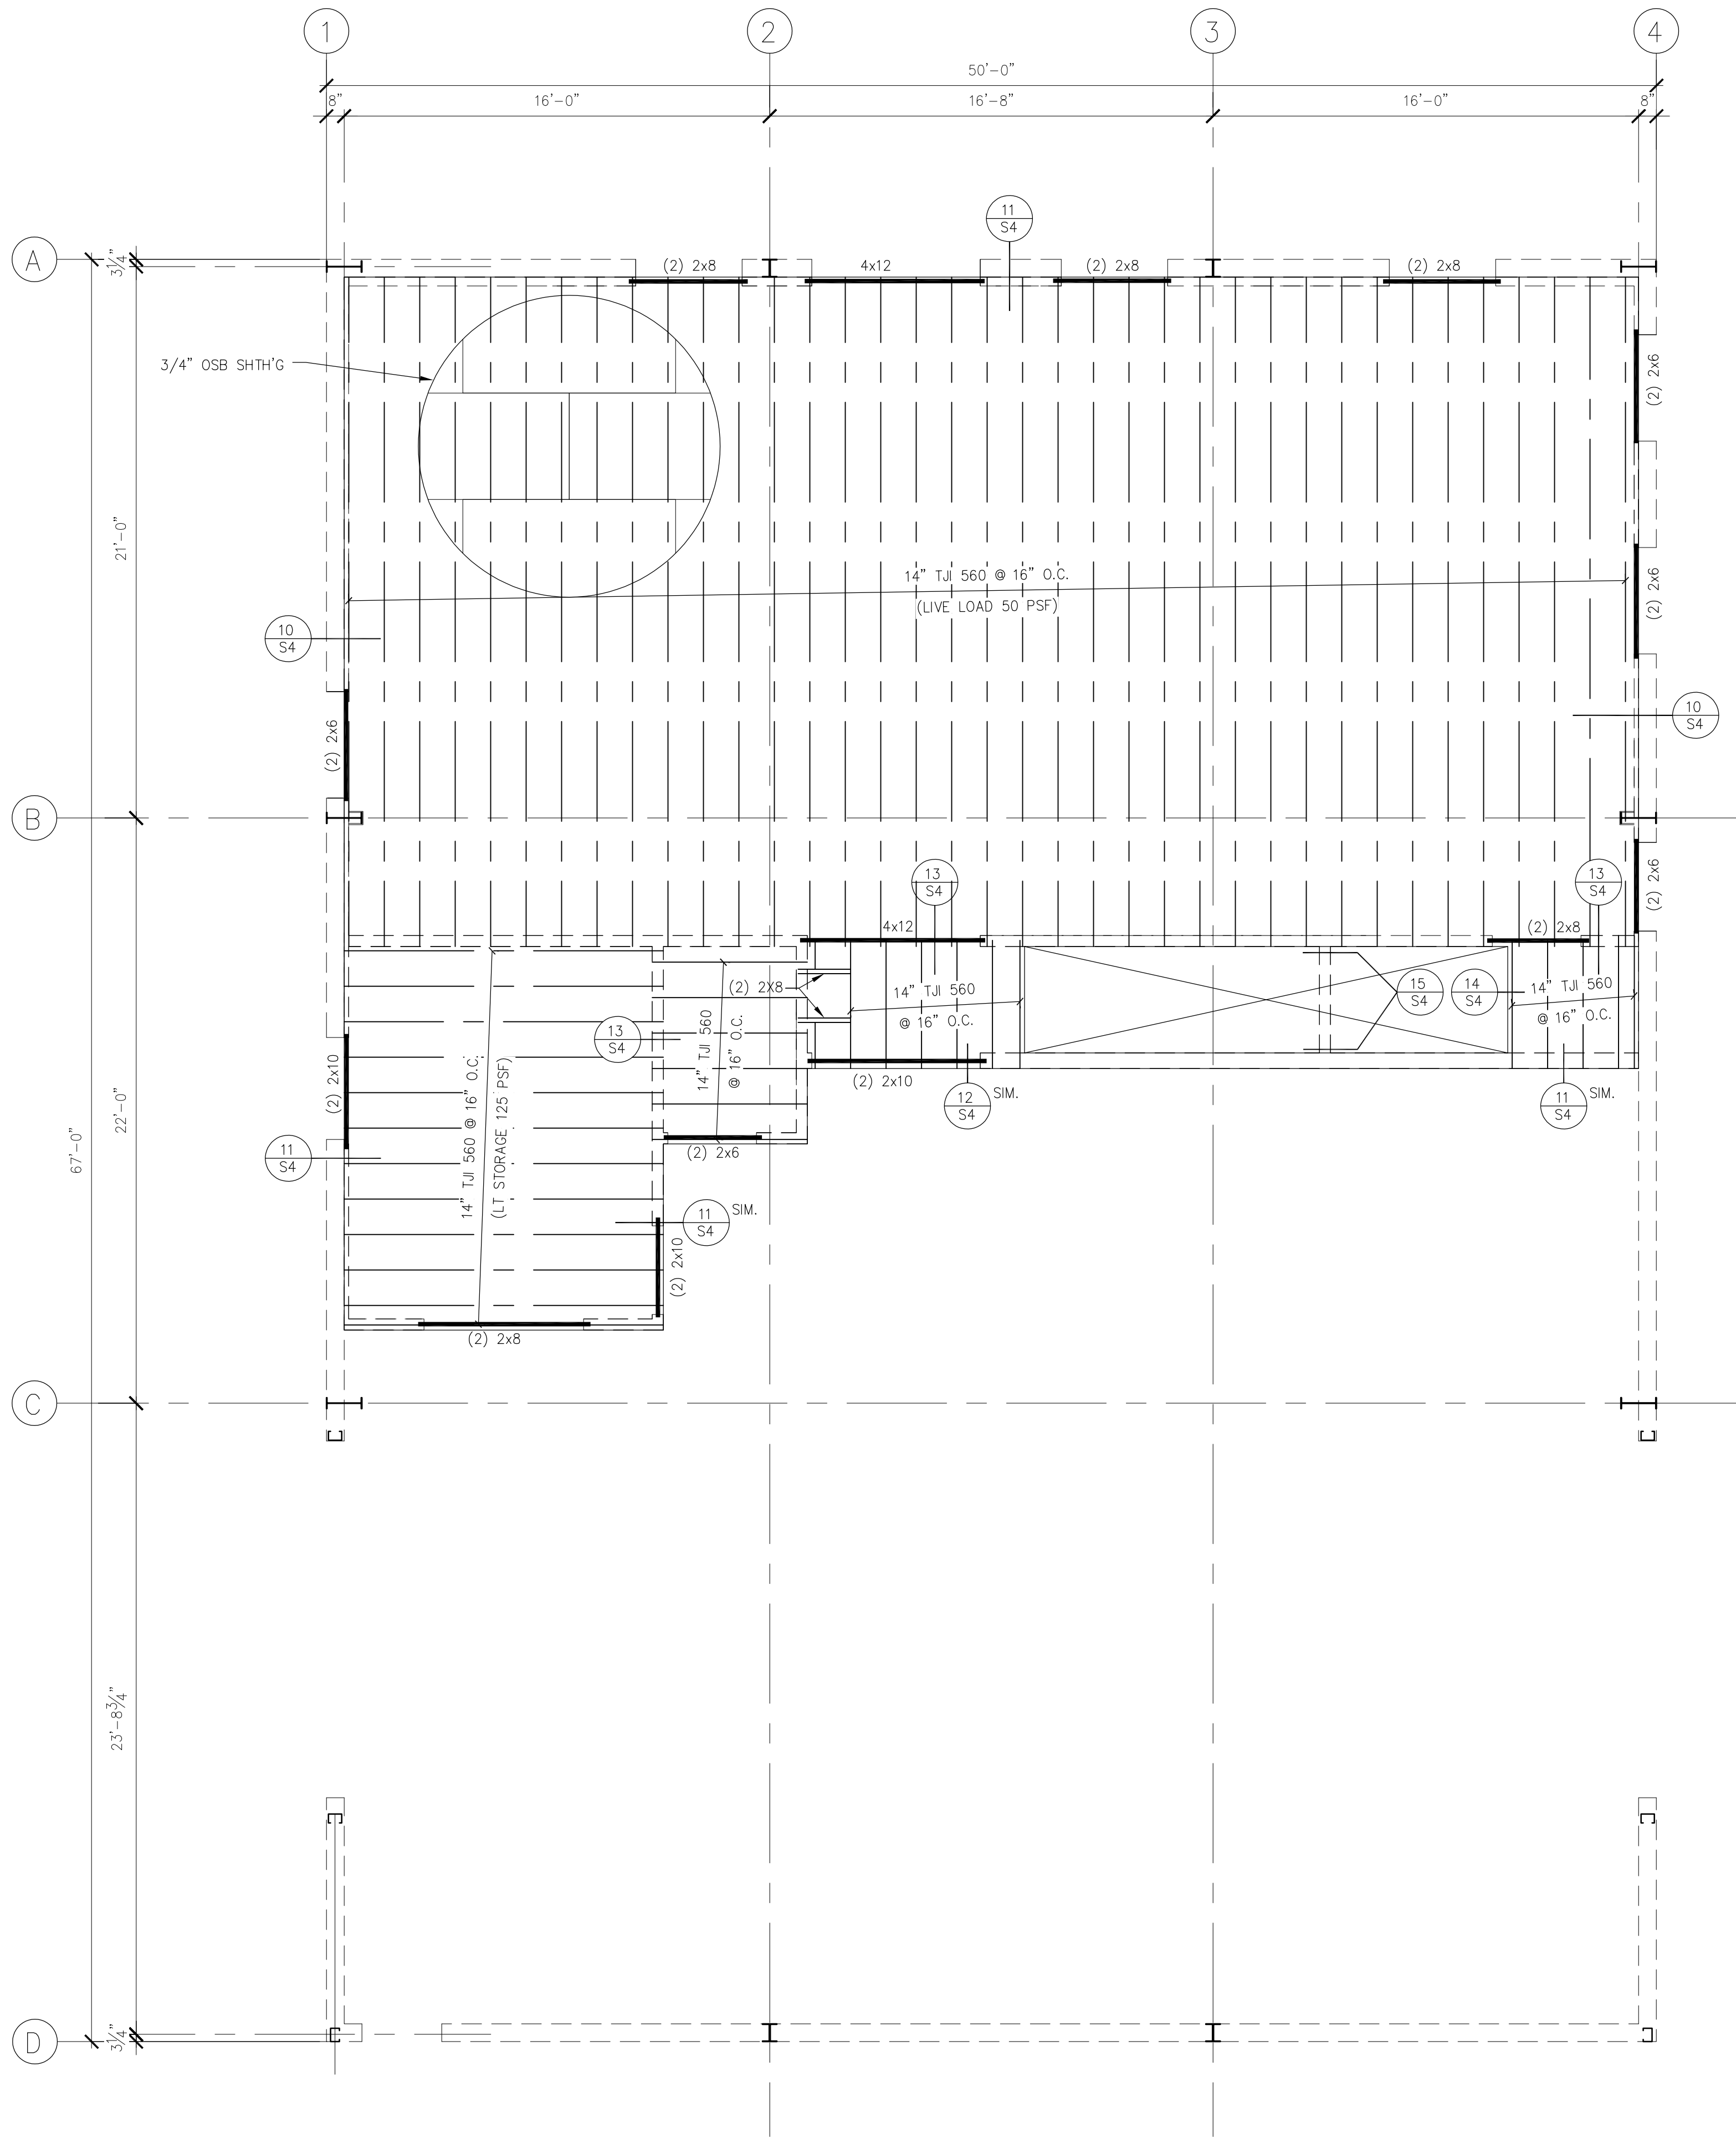 1
2
3
4
50'-0"
8"
16'-0"
16'-8"
16'-0"
8"
11
S4
A
3 1/4"
(2) 2x8
4x12
(2) 2x8
(2) 2x8
3/4" OSB SHTH'G
(2) 2x6
21'-0"
14" TJI 560 @ 16" O.C.
(LIVE LOAD 50 PSF)
(2) 2x6
10
S4
10
S4
(2) 2x6
B
13
S4
13
S4
(2) 2x6
4x12
(2) 2x8
(2) 2X8
14" TJI 560
@ 16" O.C.
15
S4
14
S4
14" TJI 560
@ 16" O.C.
13
S4
14" TJI 560
@ 16" O.C.
(2) 2x10
14" TJI 560 @ 16" O.C.
(LT STORAGE 125 PSF)
(2) 2x10
12
S4
SIM.
11
S4
SIM.
22'-0"
67'-0"
11
S4
(2) 2x6
11
S4
SIM.
(2) 2x10
(2) 2x8
C
23'-8 3/4"
D
3 1/4"